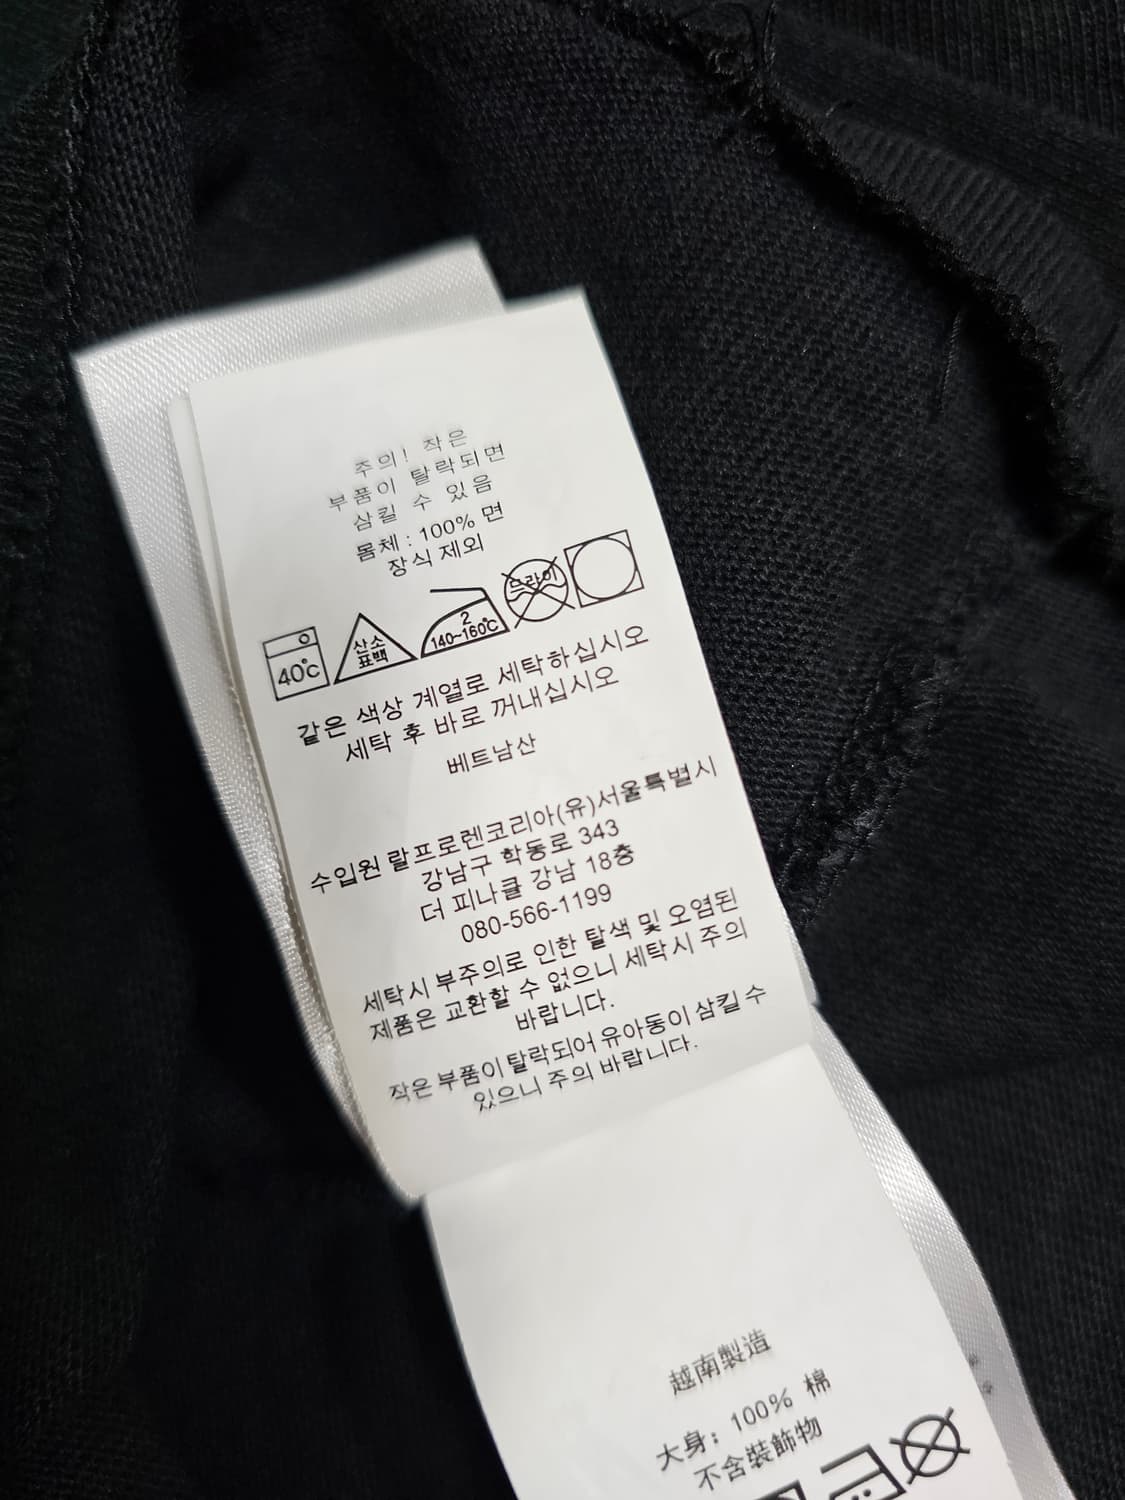 주의! 작은
부품이 탈락되면
삼킬 수 있음
몸체 : 100% 면
장식 제외
40℃
산소
표백
2
140~160℃
드라이
같은 색상 계열로 세탁하십시오
세탁 후 바로 꺼내십시오
베트남산
수입원 랄프로렌코리아(유)서울특별시
강남구 학동로 343
더 피나클 강남 18층
080-566-1199
세탁시 부주의로 인한 탈색 및 오염된
제품은 교환할 수 없으니 세탁시 주의
바랍니다.
작은 부품이 탈락되어 유아동이 삼킬 수
있으니 주의 바랍니다.
越南製造
大身: 100% 棉
不含裝飾物